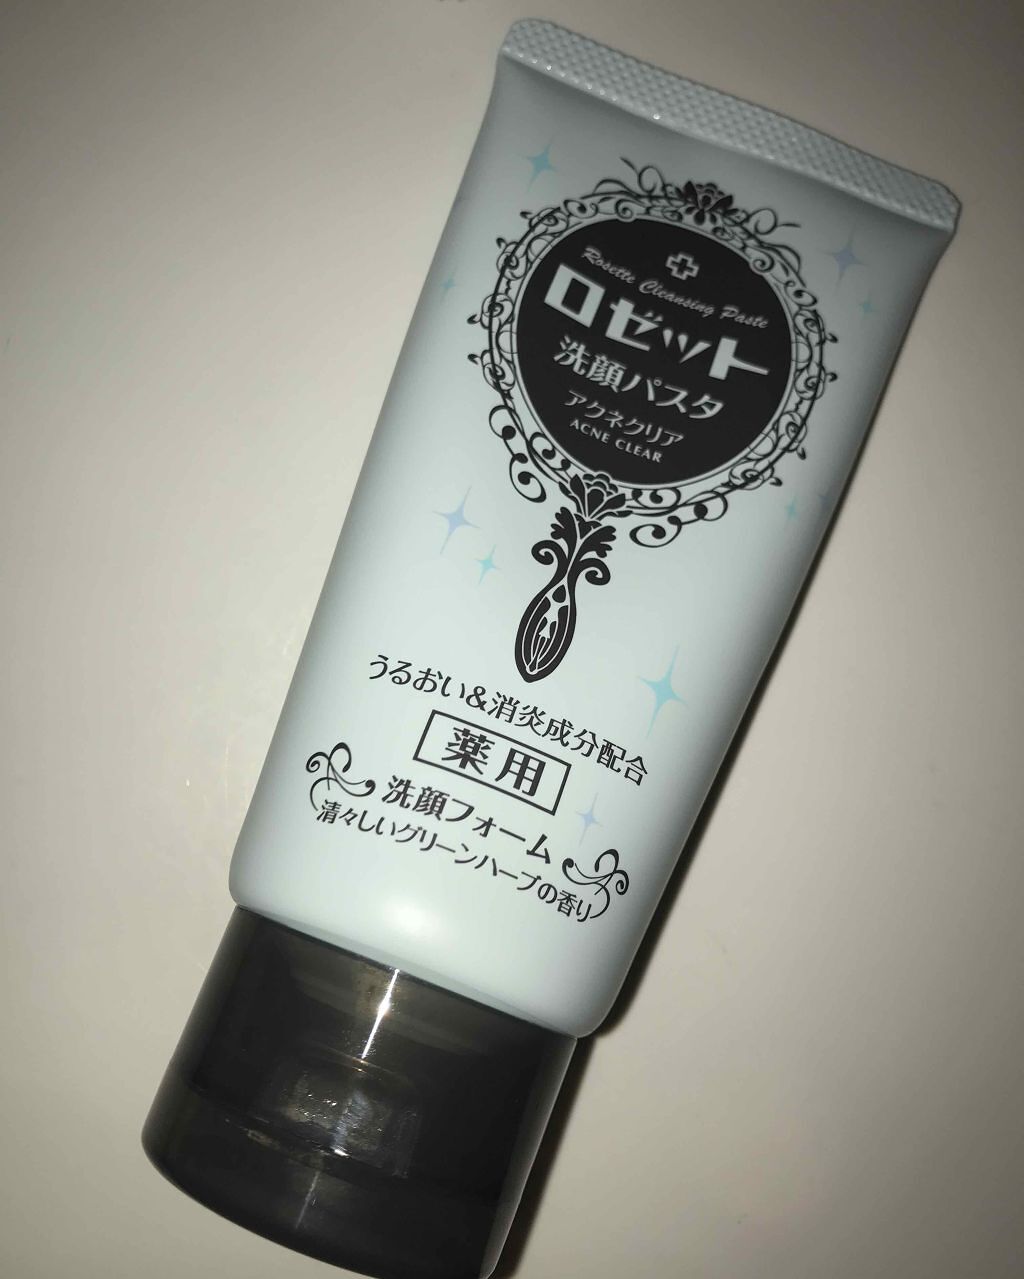 Rosette Cleansing Paste
ロゼット
洗顔パスタ
アクネクリア
ACNE CLEAR
うるおい&消炎成分配合
薬用
洗顔フォーム
清々しいグリーンハーブの香り